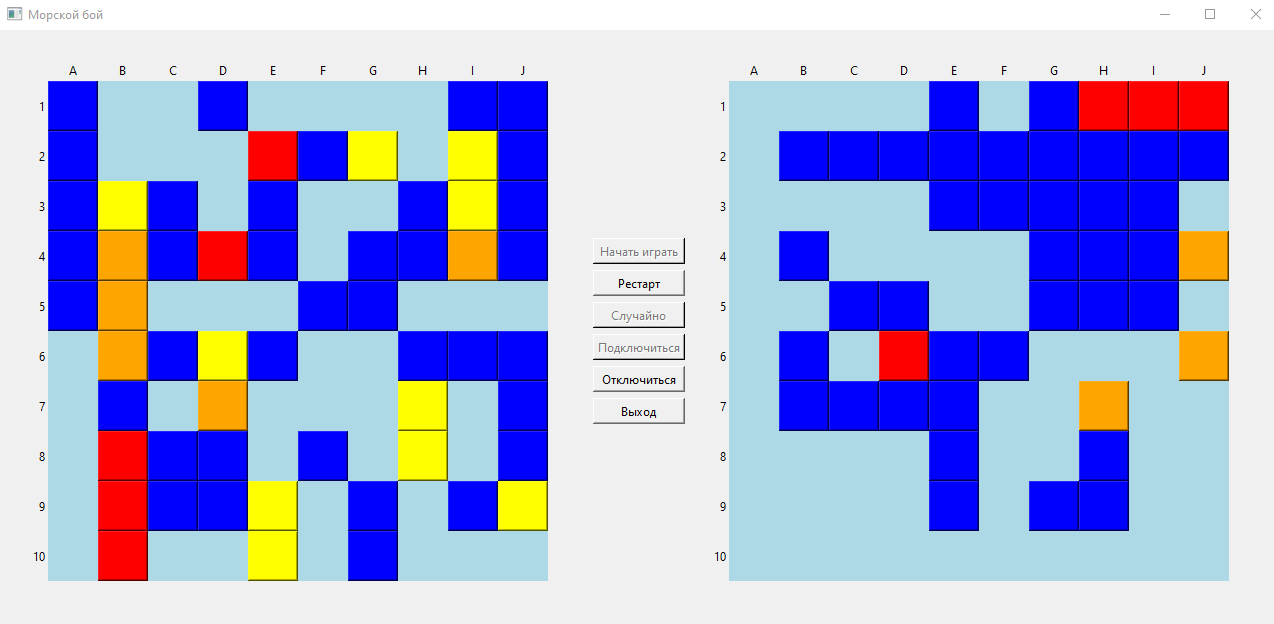 Морской бой
A B C D E F G H I J
1
2
3
4
5
6
7
8
9
10
Начать играть
Рестарт
Случайно
Подключиться
Отключиться
Выход
A B C D E F G H I J
1
2
3
4
5
6
7
8
9
10